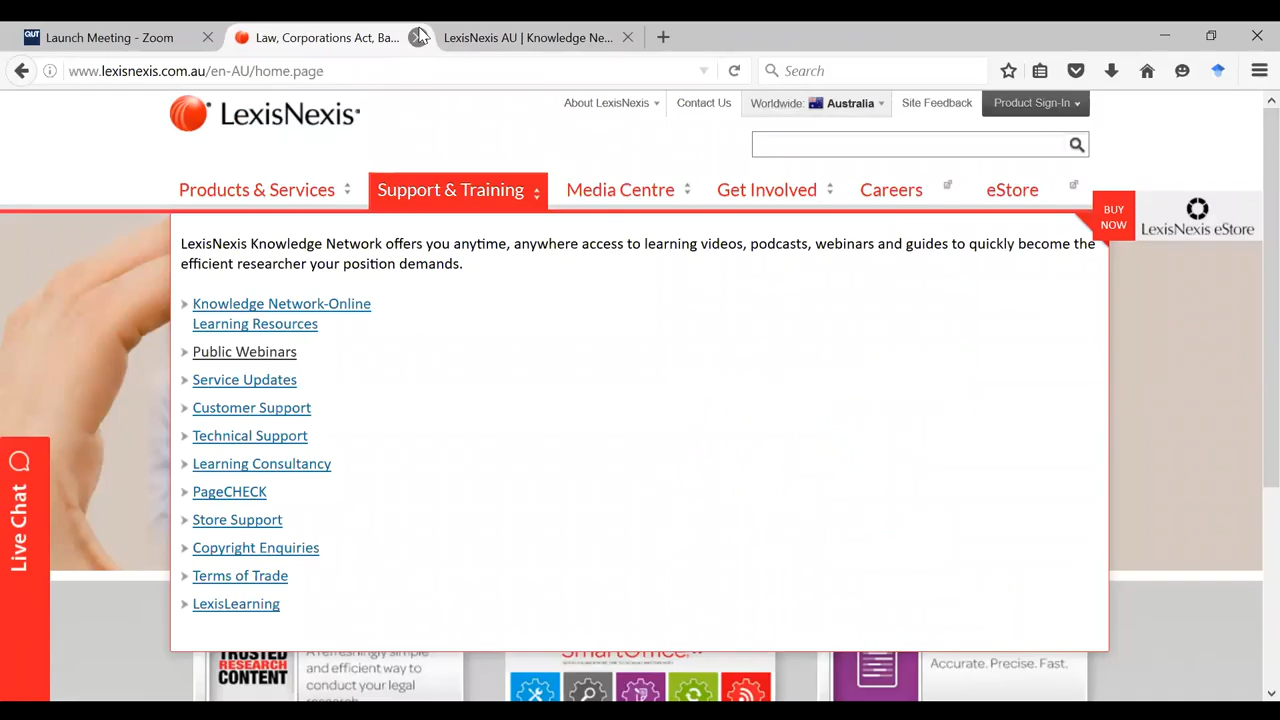 QUT Launch Meeting - Zoom
Law, Corporations Act, Ba...
LexisNexis AU | Knowledge Ne...
www.lexisnexis.com.au/en-AU/home.page
Search
LexisNexis
About LexisNexis
Contact Us
Worldwide: Australia
Site Feedback
Product Sign-In
Products & Services
Support & Training
Media Centre
Get Involved
Careers
eStore
BUY
NOW
LexisNexis eStore
LexisNexis Knowledge Network offers you anytime, anywhere access to learning videos, podcasts, webinars and guides to quickly become the
efficient researcher your position demands.
Knowledge Network-Online
Learning Resources
Public Webinars
Service Updates
Customer Support
Technical Support
Learning Consultancy
PageCHECK
Store Support
Copyright Enquiries
Terms of Trade
LexisLearning
Live Chat
TRUSTED
RESEARCH
CONTENT
A refreshingly simple
and efficient way to
conduct your legal
SmartOffice
Accurate. Precise. Fast.